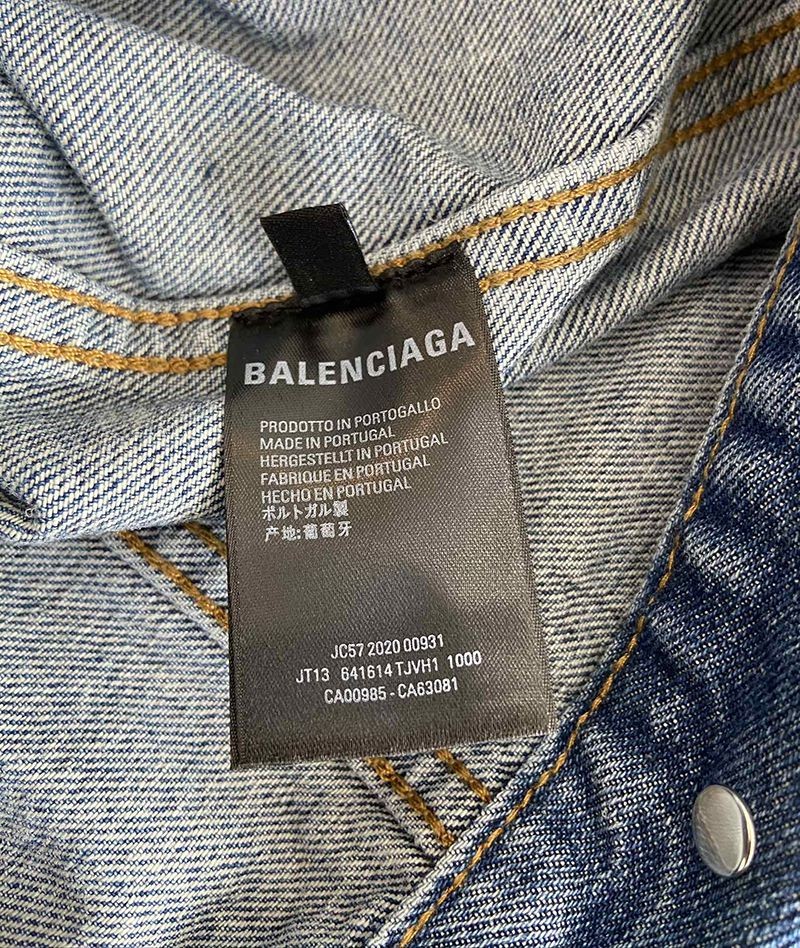 BALENCIAGA
PRODOTTO IN PORTOGALLO
MADE IN PORTUGAL
HERGESTELLT IN PORTUGAL
FABRIQUE EN PORTUGAL
HECHO EN PORTUGAL
ポルトガル製
产地:葡萄牙
JC57 2020 00931
JT13 641614 TJVH1 1000
CA00985 - CA63081